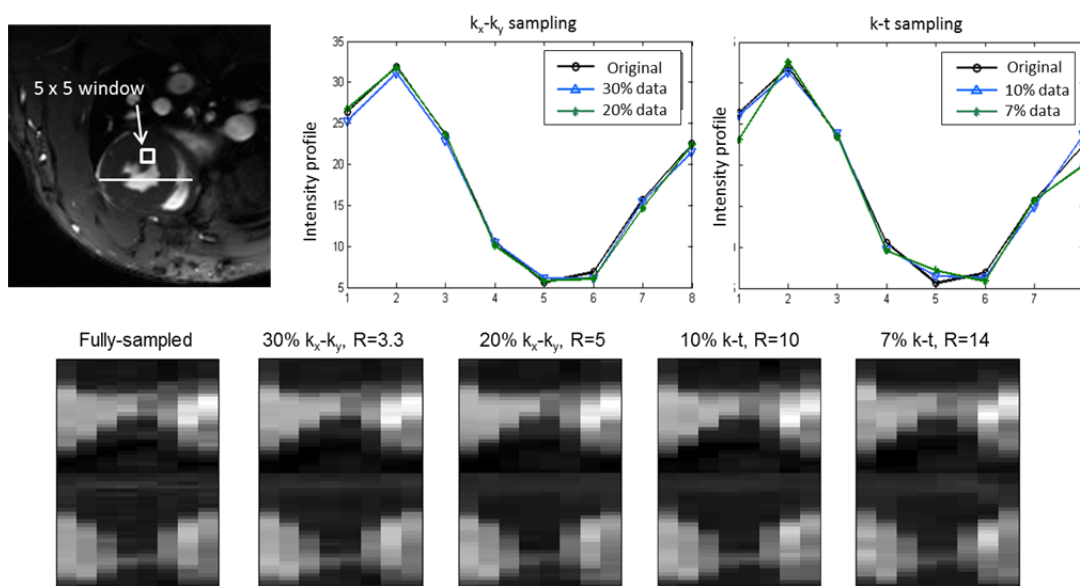 5 x 5 window
kx-ky sampling
Intensity profile
35
30
25
20
15
10
5
1 2 3 4 5 6 7 8
Original
30% data
20% data
k-t sampling
Intensity profile
1 2 3 4 5 6 7
Original
10% data
7% data
Fully-sampled
30% kx-ky, R=3.3
20% kx-ky, R=5
10% k-t, R=10
7% k-t, R=14